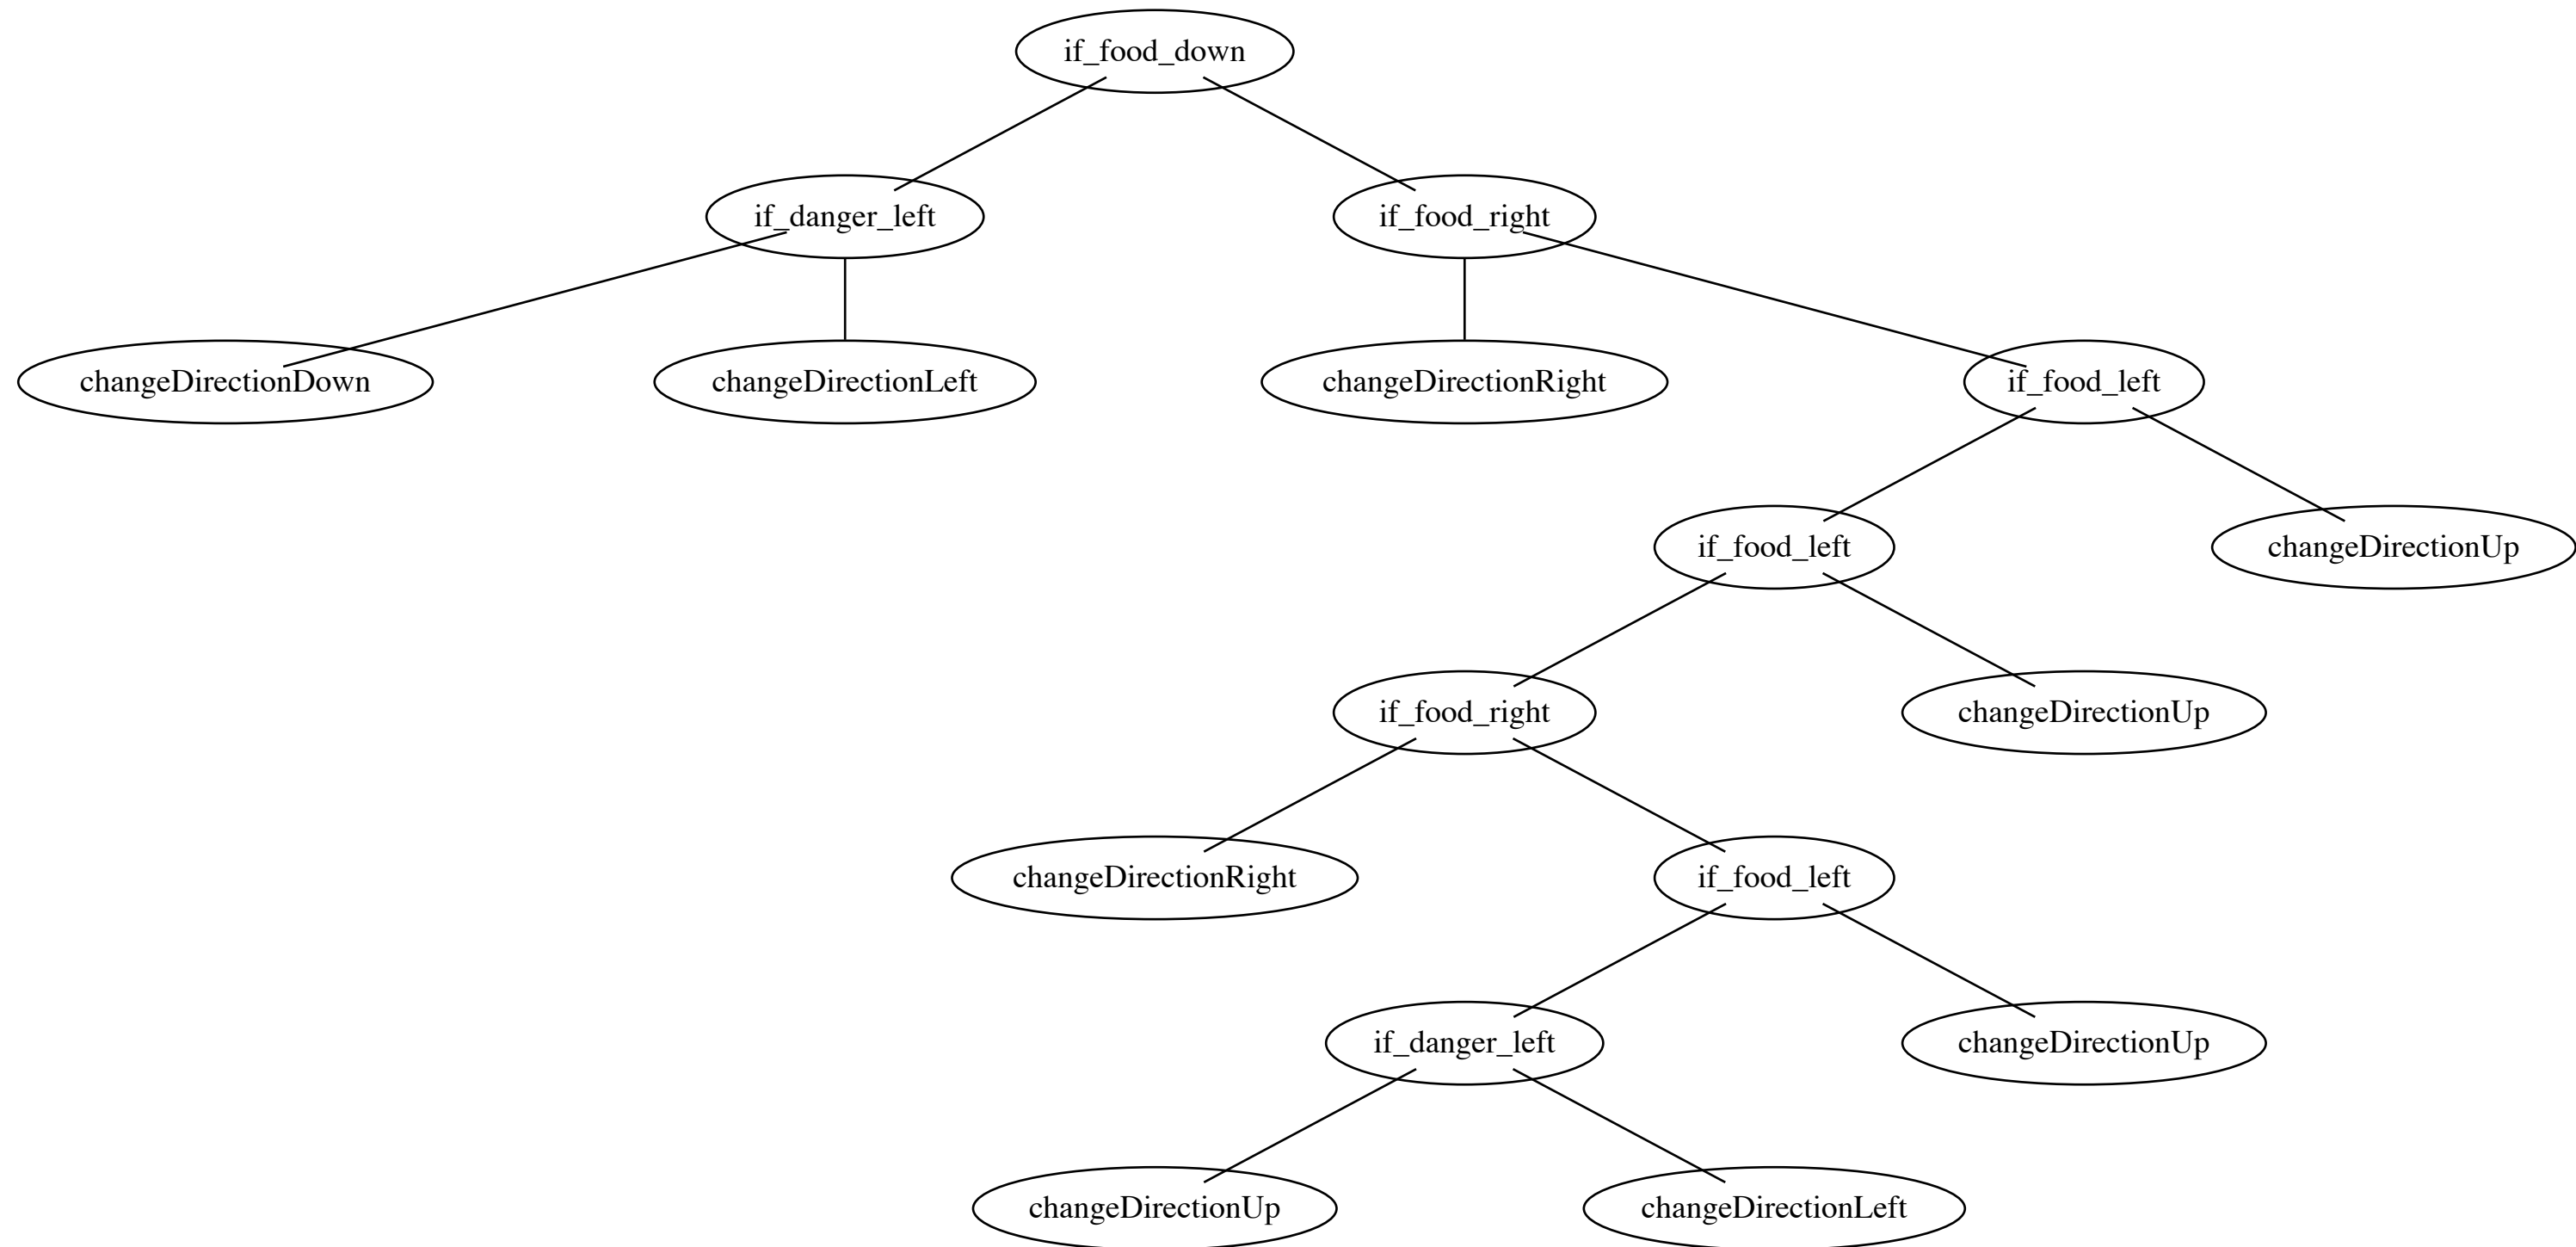 if_food_down
if_danger_left
if_food_right
changeDirectionDown
changeDirectionLeft
changeDirectionRight
if_food_left
if_food_left
changeDirectionUp
if_food_right
changeDirectionUp
changeDirectionRight
if_food_left
if_danger_left
changeDirectionUp
changeDirectionUp
changeDirectionLeft